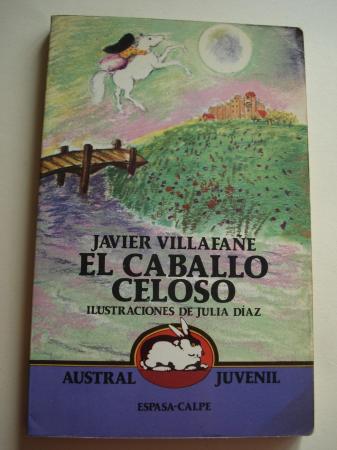 JAVIER VILLAFAÑE
EL CABALLO
CELOSO
ILUSTRACIONES DE JULIA DÍAZ
AUSTRAL JUVENIL
ESPASA-CALPE